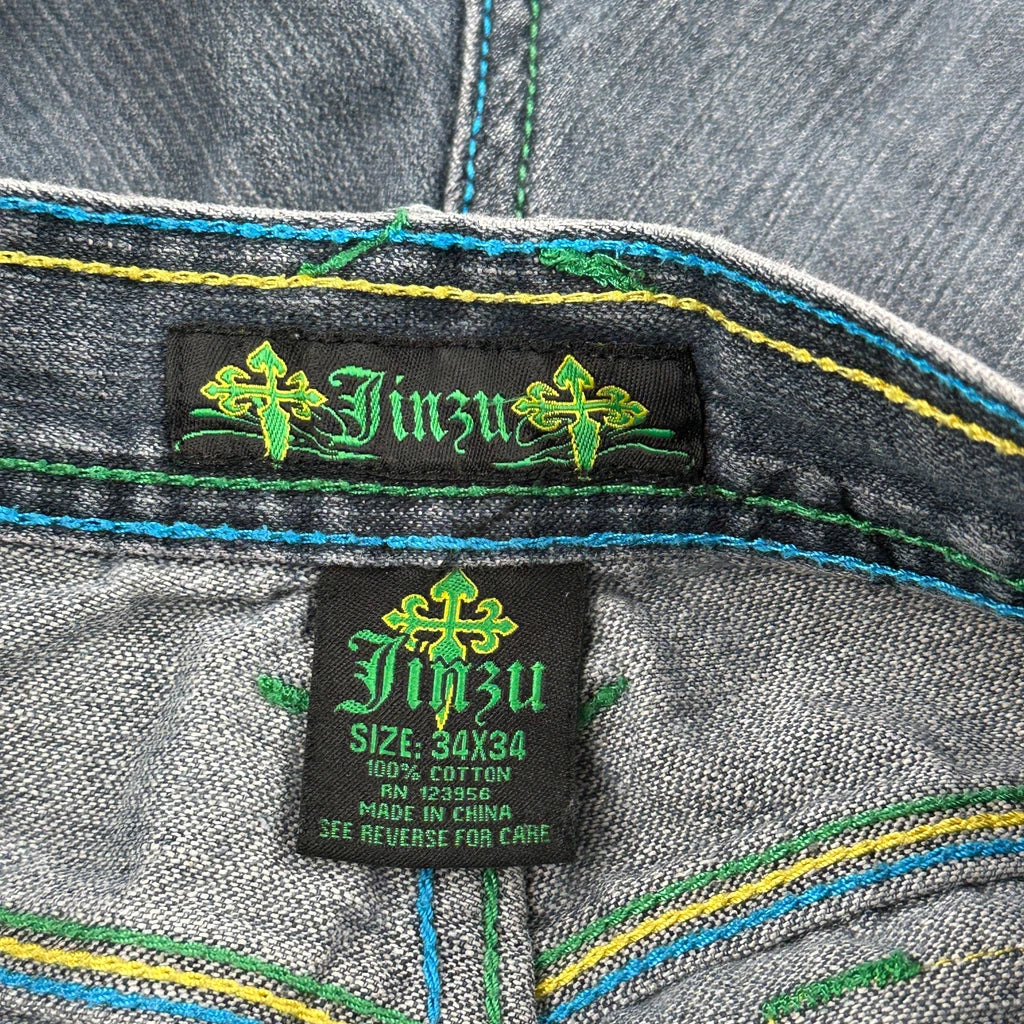 Jinzu
Jinzu
SIZE: 34X34
100% COTTON
RN 123956
MADE IN CHINA
SEE REVERSE FOR CARE